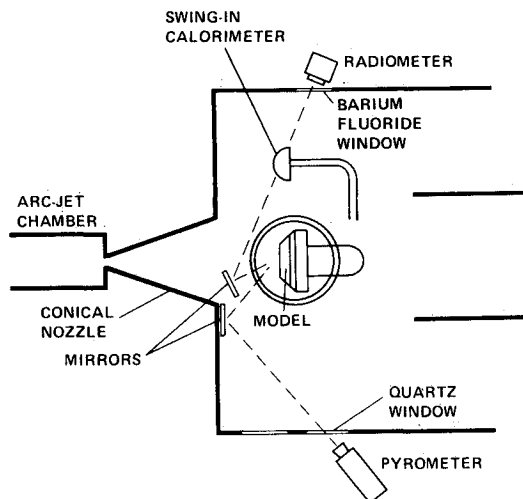 SWING-IN
CALORIMETER
RADIOMETER
BARIUM
FLUORIDE
WINDOW
ARC-JET
CHAMBER
CONICAL
NOZZLE
MODEL
MIRRORS
QUARTZ
WINDOW
PYROMETER